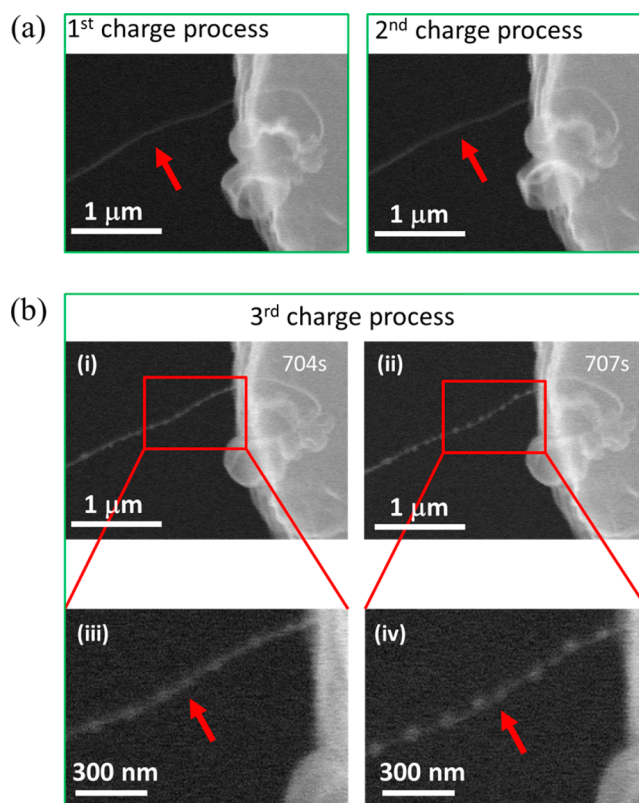 (a)
1st charge process
2nd charge process
1 μm
1 μm
(b)
3rd charge process
(i)
704s
(ii)
707s
1 μm
1 μm
(iii)
(iv)
300 nm
300 nm